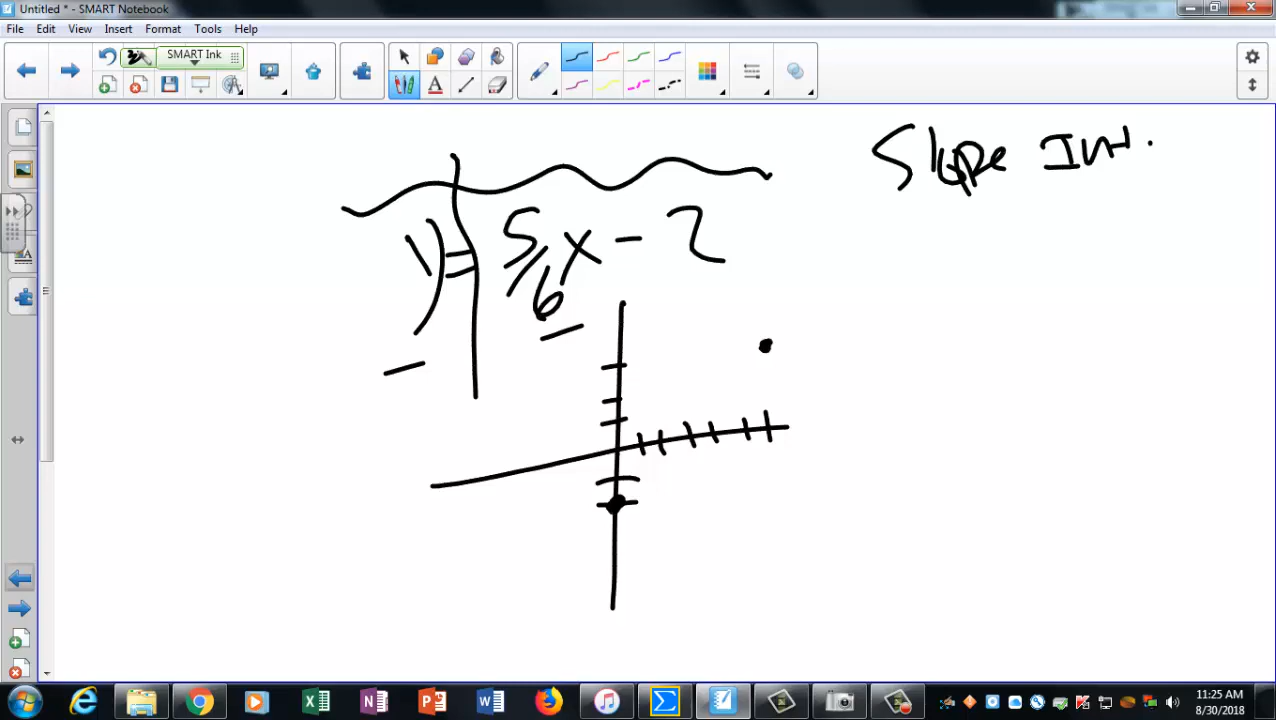 Untitled * - SMART Notebook
File Edit View Insert Format Tools Help
SMART Ink
Slope Int.
y = 5/6 x - 2
11:25 AM
8/30/2018